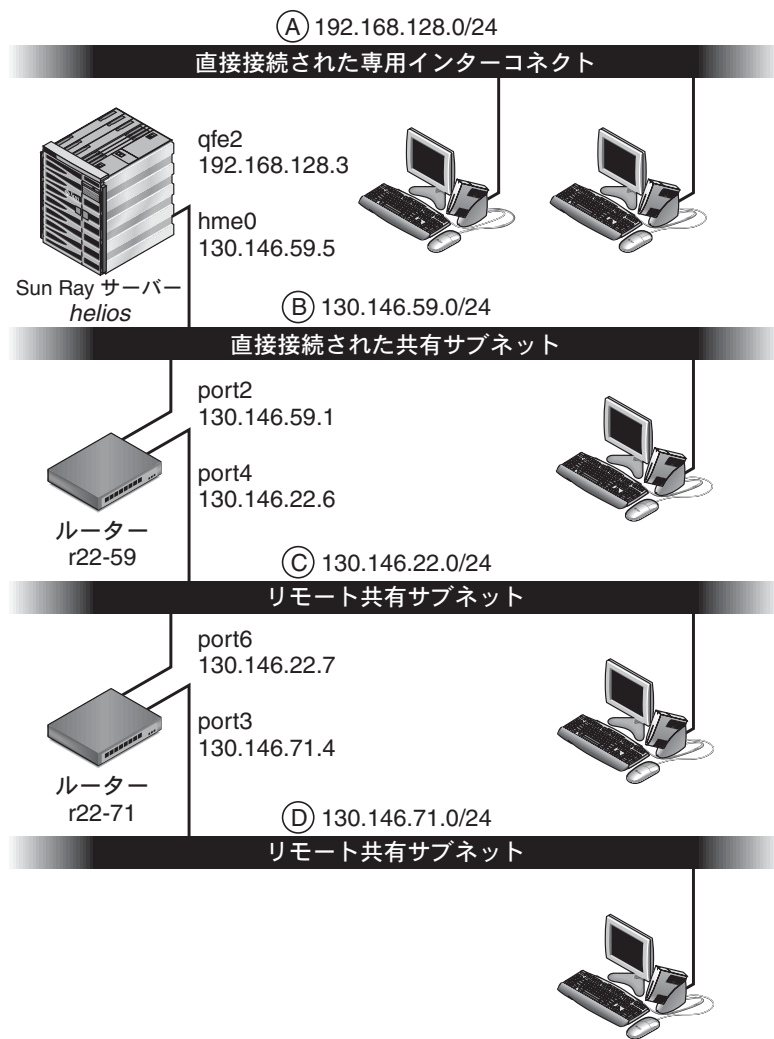 A 192.168.128.0/24
直接接続された専用インターコネクト
qfe2
192.168.128.3
hme0
130.146.59.5
Sun Ray サーバー
helios
B 130.146.59.0/24
直接接続された共有サブネット
port2
130.146.59.1
port4
130.146.22.6
ルーター
r22-59
C 130.146.22.0/24
リモート共有サブネット
port6
130.146.22.7
port3
130.146.71.4
ルーター
r22-71
D 130.146.71.0/24
リモート共有サブネット